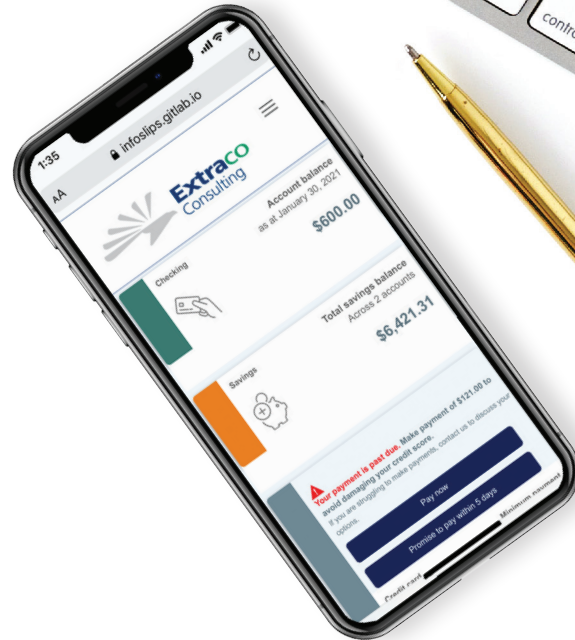 contro
1:35
AA
infoslips.gitlab.io
Extraco
Consulting
Checking
Account balance
as at January 30, 2021
$600.00
Savings
Total savings balance
Across 2 accounts
$6,421.31
Your payment is past due. Make payment of $121.00 to
avoid damaging your credit score.
If you are struggling to make payments, contact us to discuss your
options.
Pay now
Promise to pay within 5 days
Credit card
Minimum payment